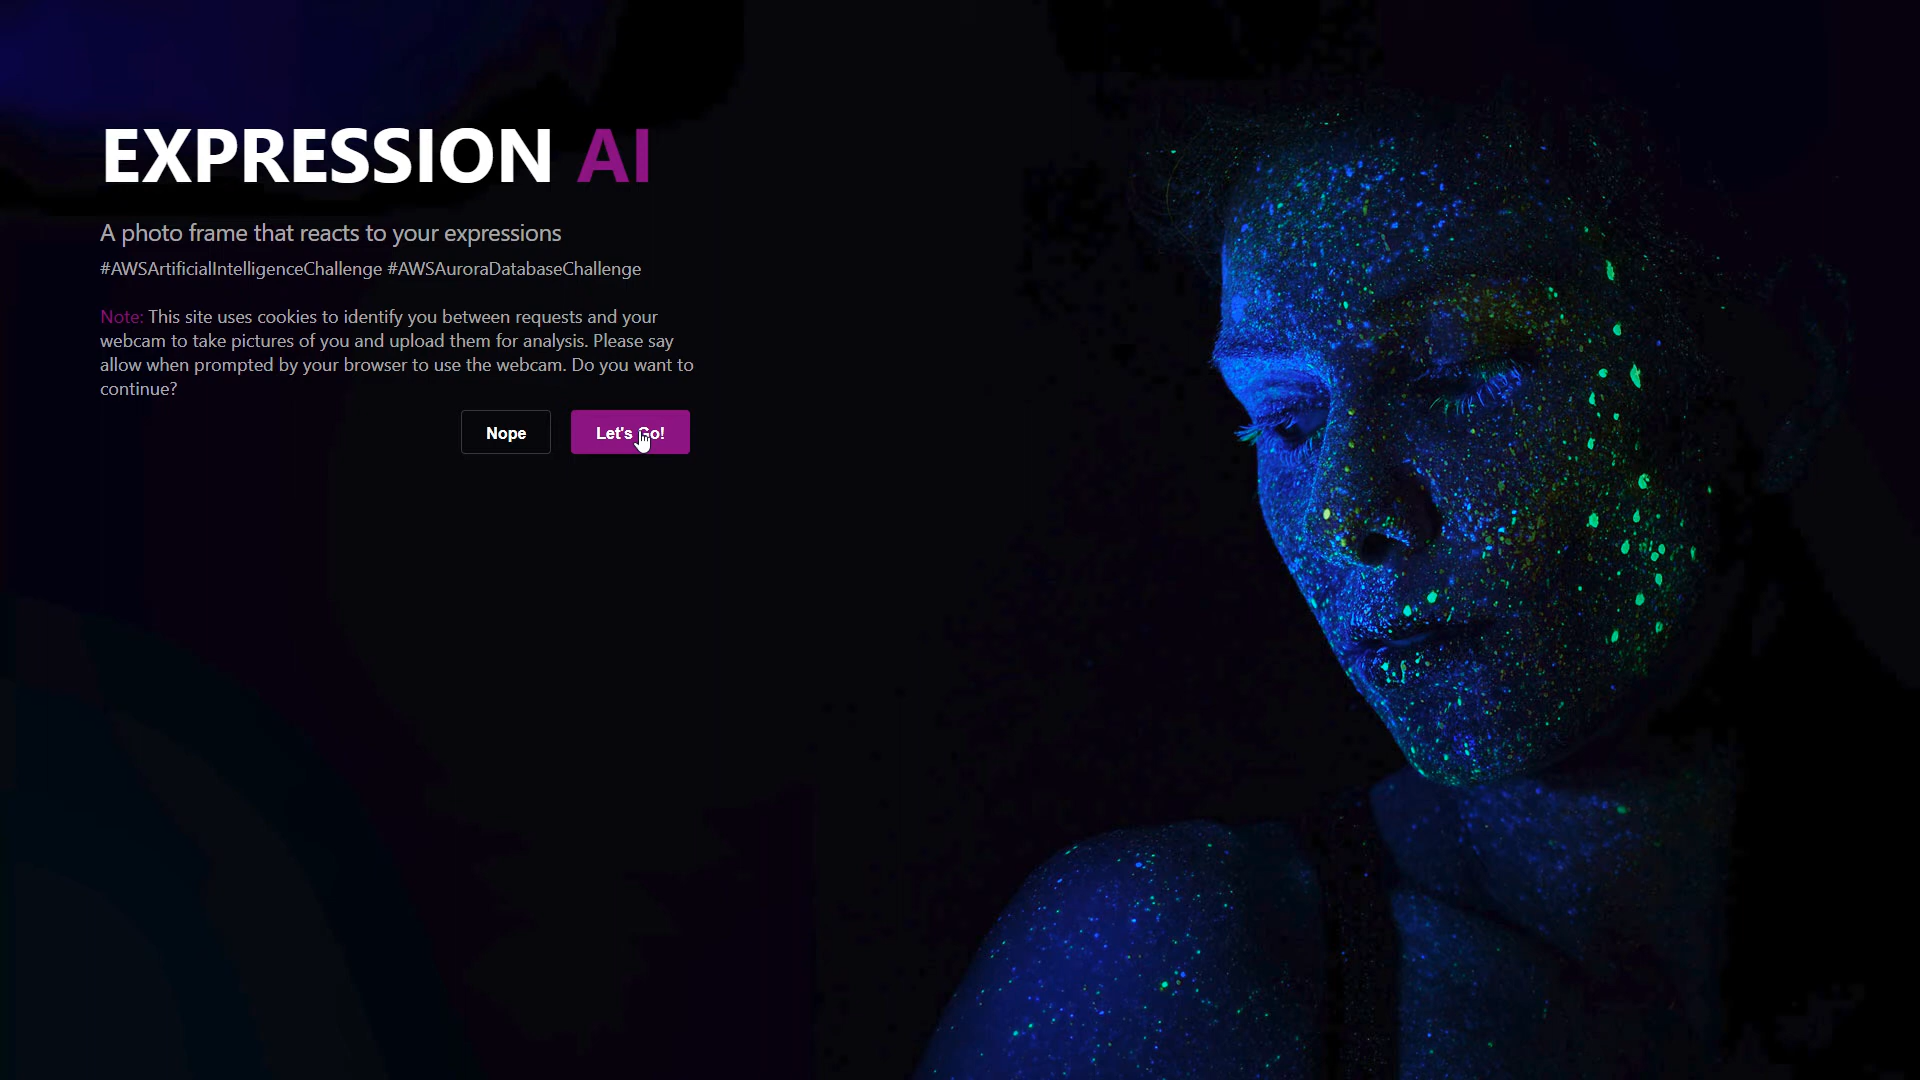 EXPRESSION AI
A photo frame that reacts to your expressions
#AWSArtificialIntelligenceChallenge #AWSAuroraDatabaseChallenge
Note: This site uses cookies to identify you between requests and your
webcam to take pictures of you and upload them for analysis. Please say
allow when prompted by your browser to use the webcam. Do you want to
continue?
Nope
Let's Go!